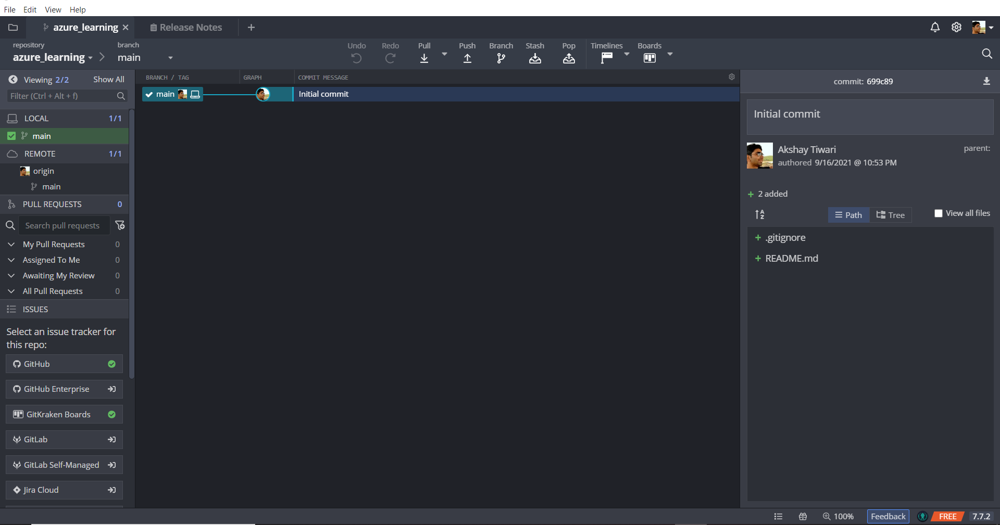 File Edit View Help
azure_learning Release Notes
repository branch
azure_learning main
Undo Redo Pull Push Branch Stash Pop Timelines Boards
Viewing 2/2 Show All
Filter (Ctrl + Alt + f)
LOCAL 1/1
main
REMOTE 1/1
origin
main
PULL REQUESTS 0
Search pull requests
My Pull Requests 0
Assigned To Me 0
Awaiting My Review 0
All Pull Requests 0
ISSUES
Select an issue tracker for
this repo:
GitHub
GitHub Enterprise
GitKraken Boards
GitLab
GitLab Self-Managed
Jira Cloud
BRANCH / TAG GRAPH COMMIT MESSAGE
main Initial commit
commit: 699c89
Initial commit
Akshay Tiwari parent:
authored 9/16/2021 @ 10:53 PM
2 added
Path Tree View all files
.gitignore
README.md
100% Feedback FREE 7.7.2